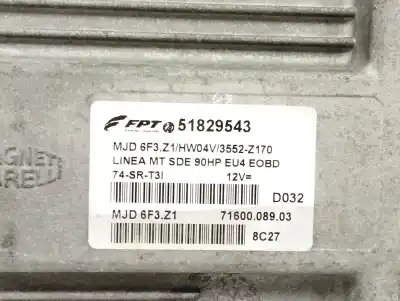 FPT 51829543
MJD 6F3.Z1/HW04V/3552-Z170
LINEA MT SDE 90HP EU4 EOBD
74-SR-T3I 12V=
D032
MJD 6F3.Z1 71600.089.03
8C27